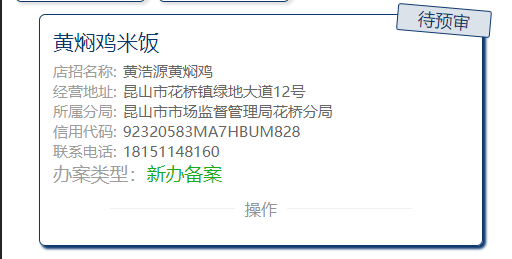 待预审
黄焖鸡米饭
店招名称: 黄浩源黄焖鸡
经营地址: 昆山市花桥镇绿地大道12号
所属分局: 昆山市市场监督管理局花桥分局
信用代码: 92320583MA7HBUM828
联系电话: 18151148160
办案类型: 新办备案
操作